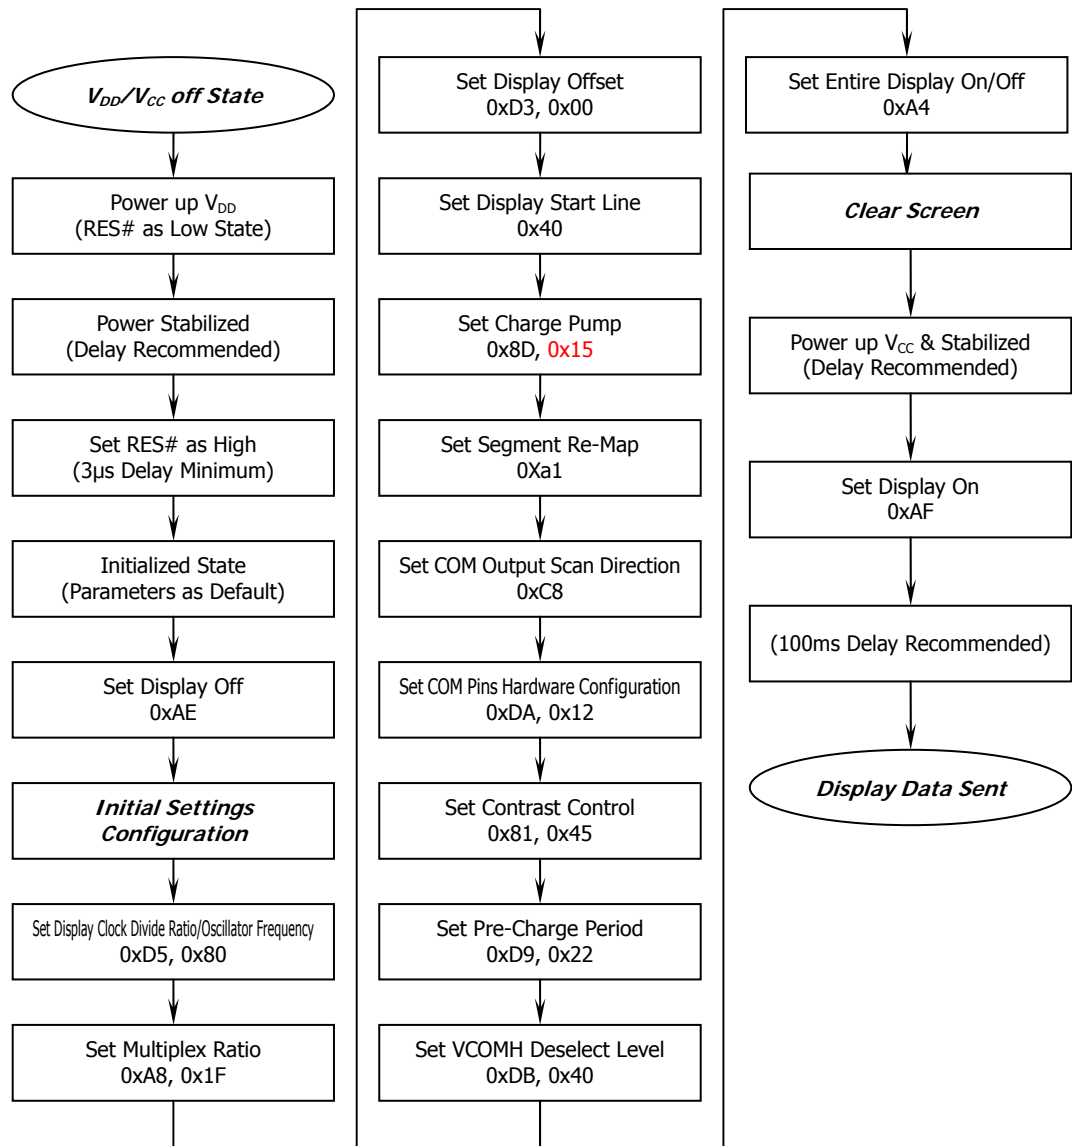 V_DD/V_CC off State
Power up V_DD
(RES# as Low State)
Power Stabilized
(Delay Recommended)
Set RES# as High
(3μs Delay Minimum)
Initialized State
(Parameters as Default)
Set Display Off
0xAE
Initial Settings
Configuration
Set Display Clock Divide Ratio/Oscillator Frequency
0xD5, 0x80
Set Multiplex Ratio
0xA8, 0x1F
Set Display Offset
0xD3, 0x00
Set Display Start Line
0x40
Set Charge Pump
0x8D, 0x15
Set Segment Re-Map
0Xa1
Set COM Output Scan Direction
0xC8
Set COM Pins Hardware Configuration
0xDA, 0x12
Set Contrast Control
0x81, 0x45
Set Pre-Charge Period
0xD9, 0x22
Set VCOMH Deselect Level
0xDB, 0x40
Set Entire Display On/Off
0xA4
Clear Screen
Power up V_CC & Stabilized
(Delay Recommended)
Set Display On
0xAF
(100ms Delay Recommended)
Display Data Sent